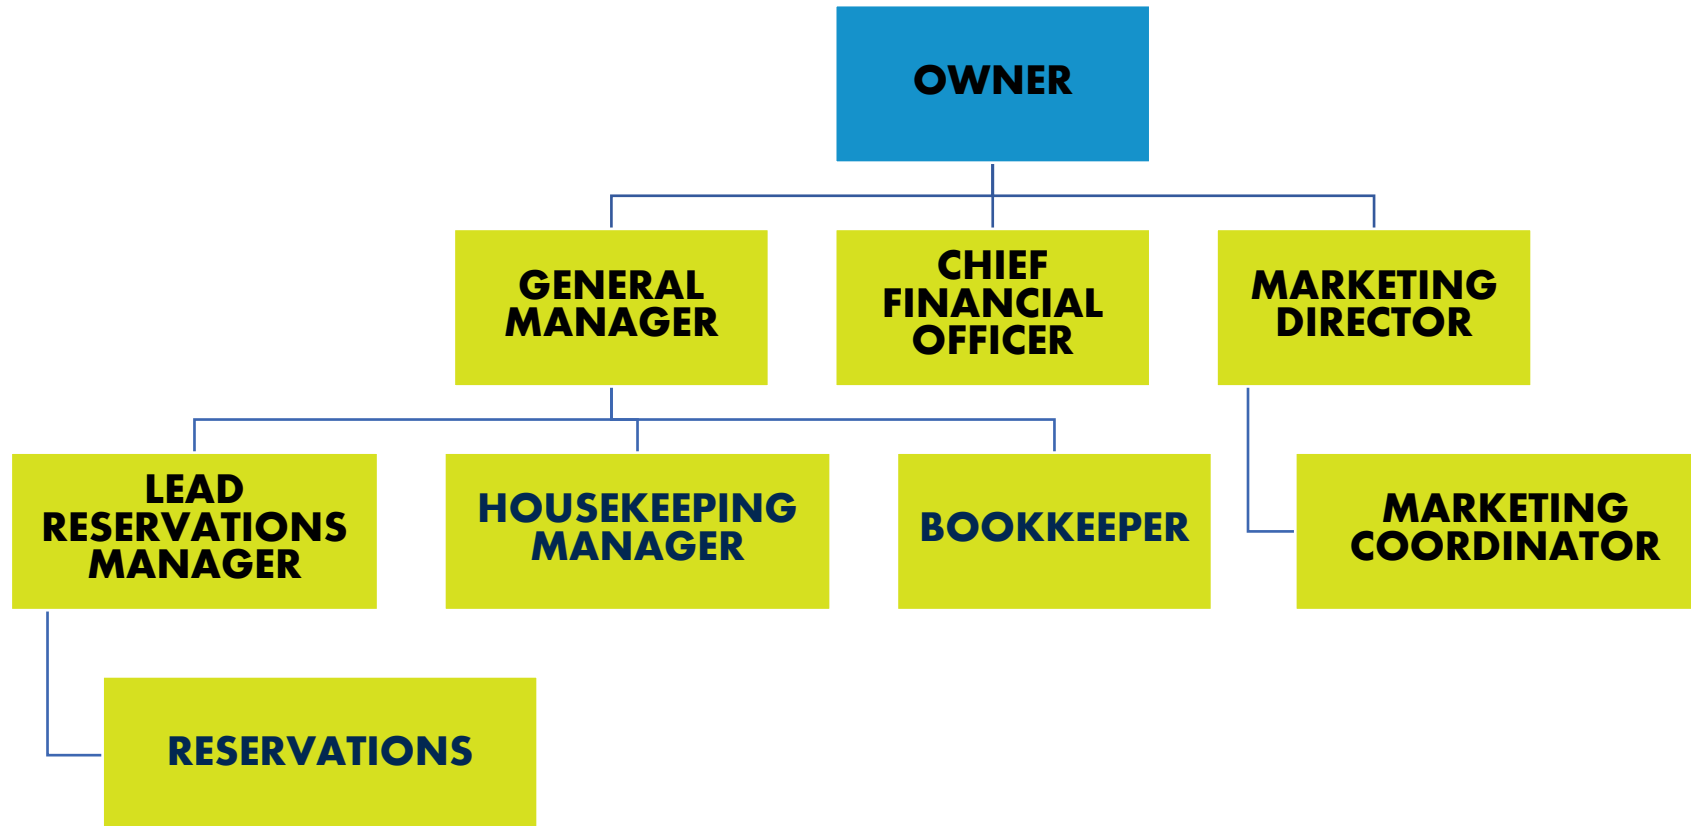 OWNER
GENERAL
MANAGER
CHIEF
FINANCIAL
OFFICER
MARKETING
DIRECTOR
LEAD
RESERVATIONS
MANAGER
HOUSEKEEPING
MANAGER
BOOKKEEPER
MARKETING
COORDINATOR
RESERVATIONS